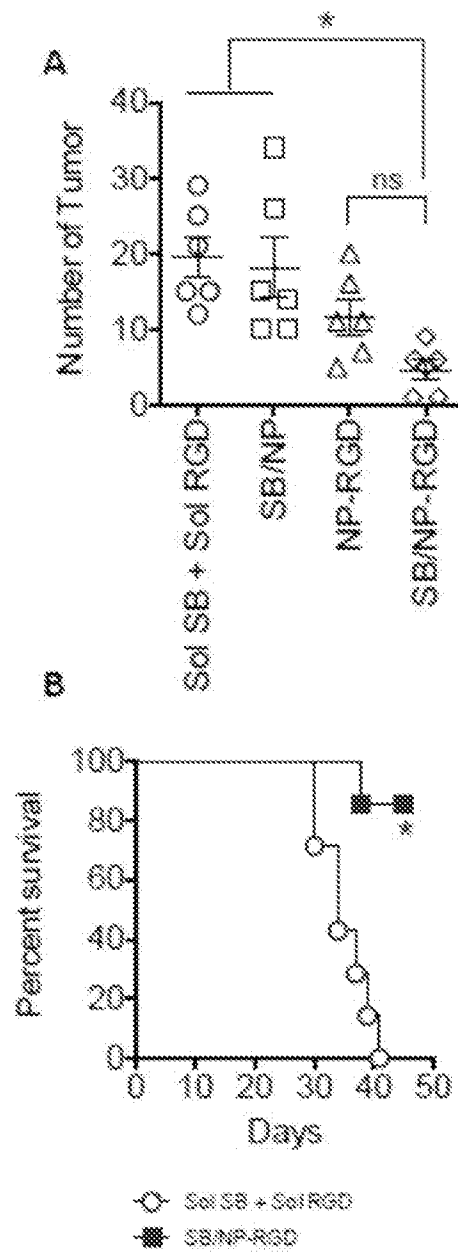 A
*
ns
Number of Tumor
40
30
20
10
0
Sol SB + Sol RGD
SB/NP
NP-RGD
SB/NP-RGD
B
Percent survival
100
80
60
40
20
0
*
0 10 20 30 40 50
Days
Sol SB + Sol RGD
SB/NP-RGD